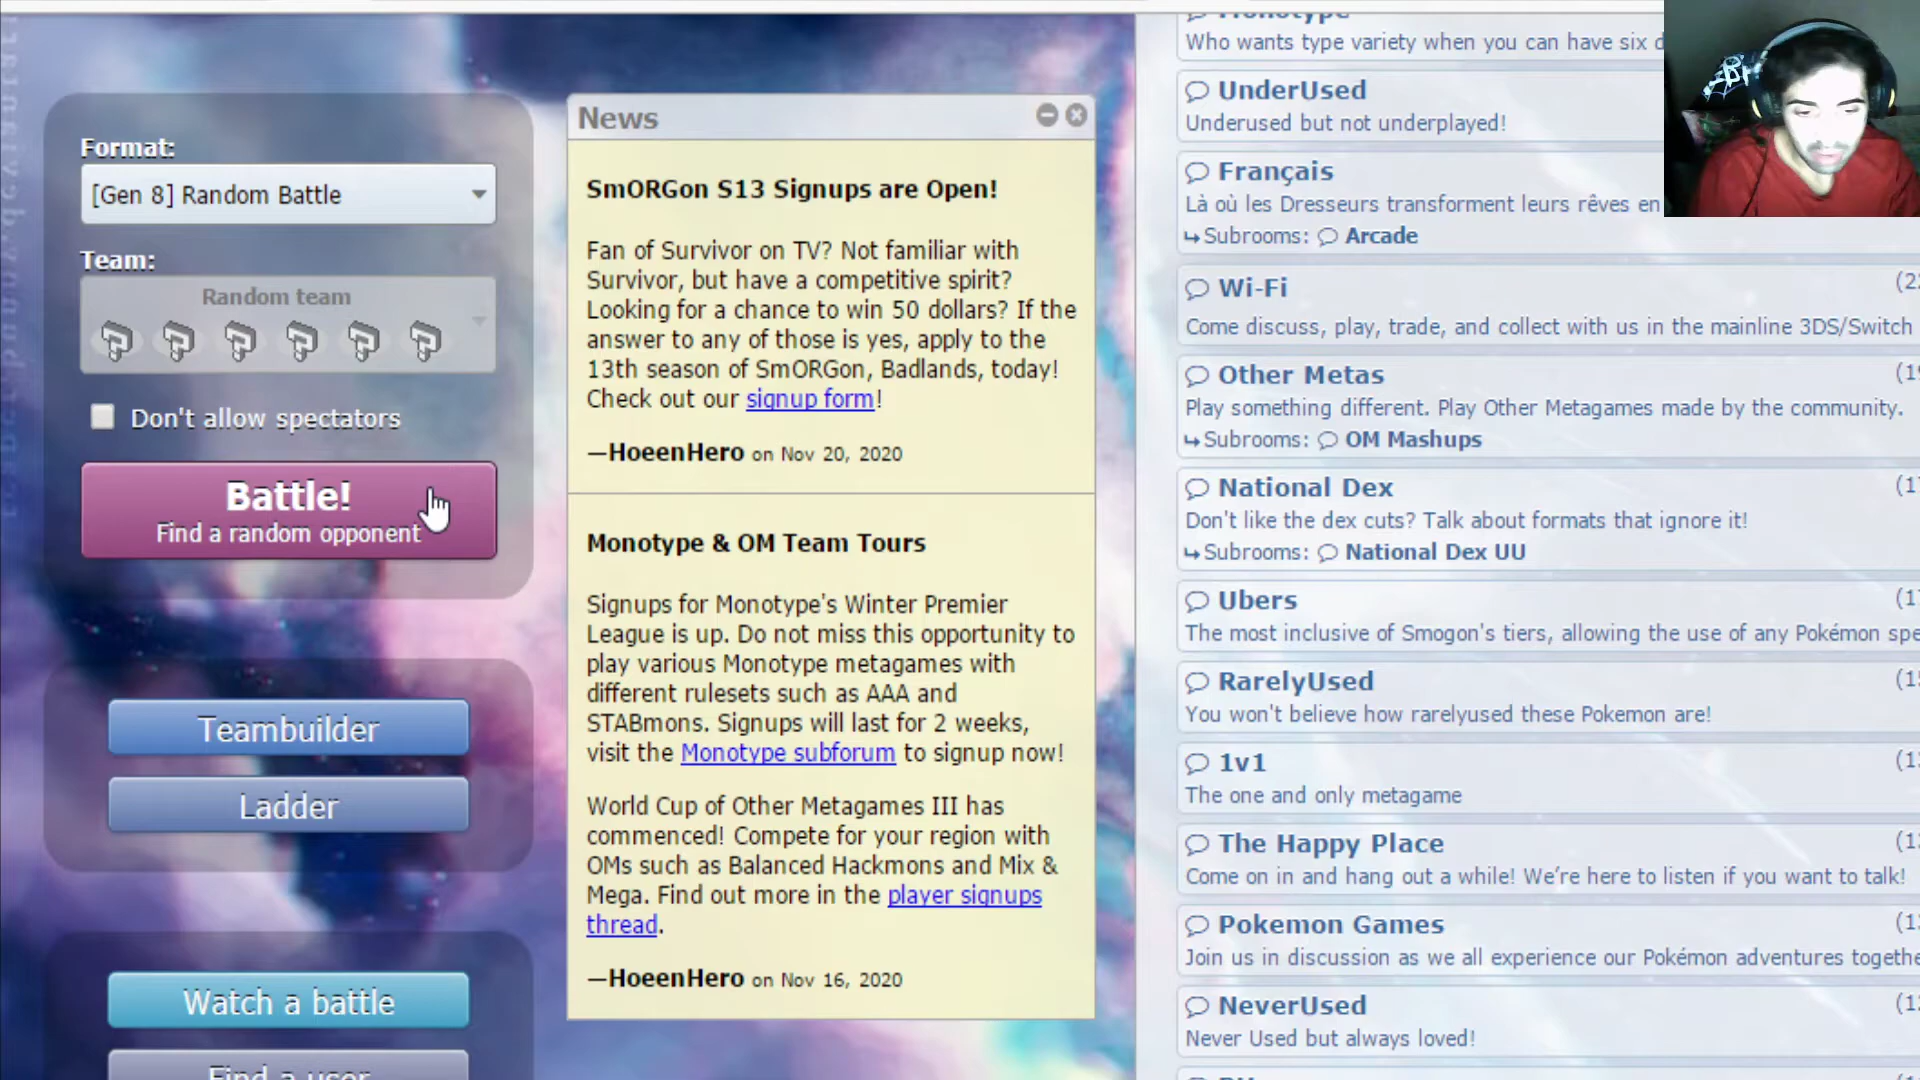 Format:
[Gen 8] Random Battle
Team:
Random team
Don't allow spectators
Battle!
Find a random opponent
Teambuilder
Ladder
Watch a battle
Find a user
News
SmORGon S13 Signups are Open!
Fan of Survivor on TV? Not familiar with
Survivor, but have a competitive spirit?
Looking for a chance to win 50 dollars? If the
answer to any of those is yes, apply to the
13th season of SmORGon, Badlands, today!
Check out our signup form!
—HoeenHero on Nov 20, 2020
Monotype & OM Team Tours
Signups for Monotype's Winter Premier
League is up. Do not miss this opportunity to
play various Monotype metagames with
different rulesets such as AAA and
STABmons. Signups will last for 2 weeks,
visit the Monotype subforum to signup now!
World Cup of Other Metagames III has
commenced! Compete for your region with
OMs such as Balanced Hackmons and Mix &
Mega. Find out more in the player signups
thread.
—HoeenHero on Nov 16, 2020
Monotype
Who wants type variety when you can have six d
UnderUsed
Underused but not underplayed!
Français
Là où les Dresseurs transforment leurs rêves en
↳Subrooms: Arcade
Wi-Fi
Come discuss, play, trade, and collect with us in the mainline 3DS/Switch
Other Metas
Play something different. Play Other Metagames made by the community.
↳Subrooms: OM Mashups
National Dex
Don't like the dex cuts? Talk about formats that ignore it!
↳Subrooms: National Dex UU
Ubers
The most inclusive of Smogon's tiers, allowing the use of any Pokémon spe
RarelyUsed
You won't believe how rarelyused these Pokemon are!
1v1
The one and only metagame
The Happy Place
Come on in and hang out a while! We're here to listen if you want to talk!
Pokemon Games
Join us in discussion as we all experience our Pokémon adventures togethe
NeverUsed
Never Used but always loved!